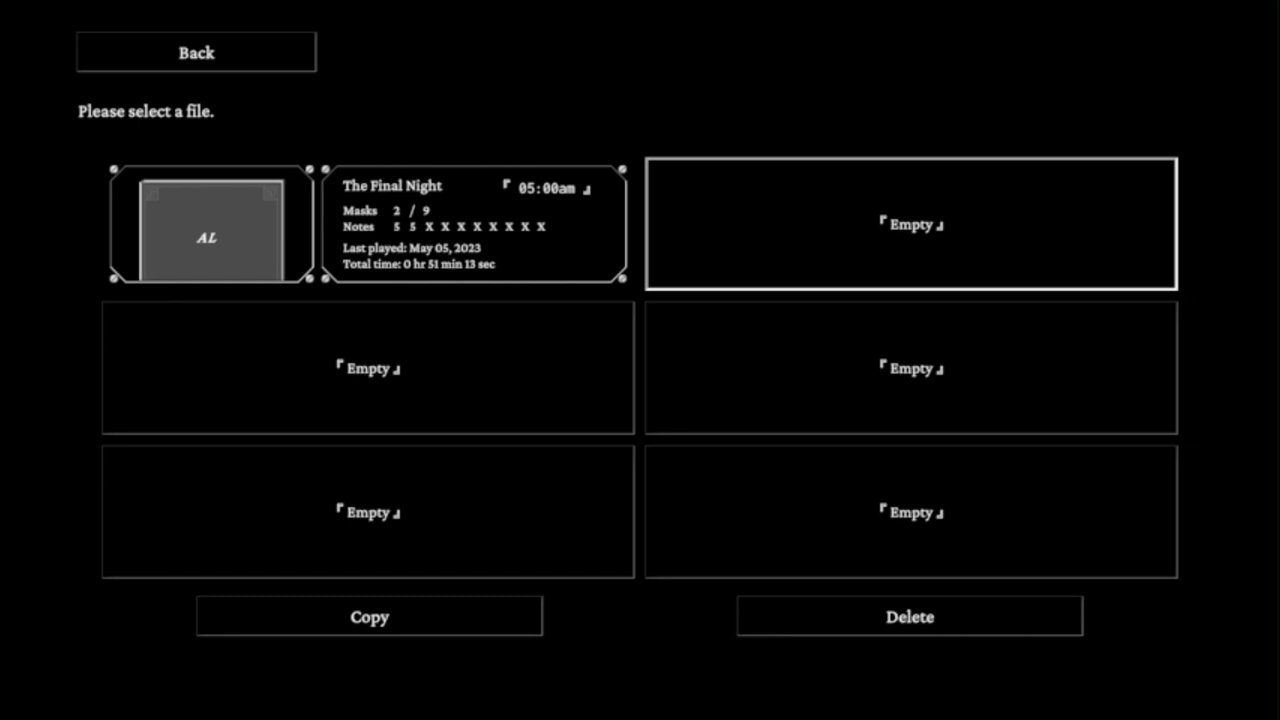 Back
Please select a file.
AL
The Final Night 『 05:00am 』
Masks 2 / 9
Notes 5 5 X X X X X X X X
Last played: May 05, 2023
Total time: 0 hr 51 min 13 sec
『 Empty 』
『 Empty 』
『 Empty 』
『 Empty 』
『 Empty 』
Copy
Delete